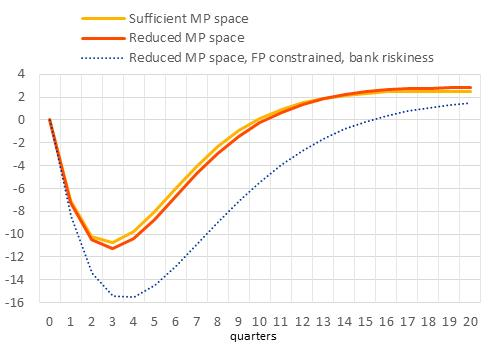 Sufficient MP space
Reduced MP space
Reduced MP space, FP constrained, bank riskiness
4
2
0
-2
-4
-6
-8
-10
-12
-14
-16
0 1 2 3 4 5 6 7 8 9 10 11 12 13 14 15 16 17 18 19 20
quarters